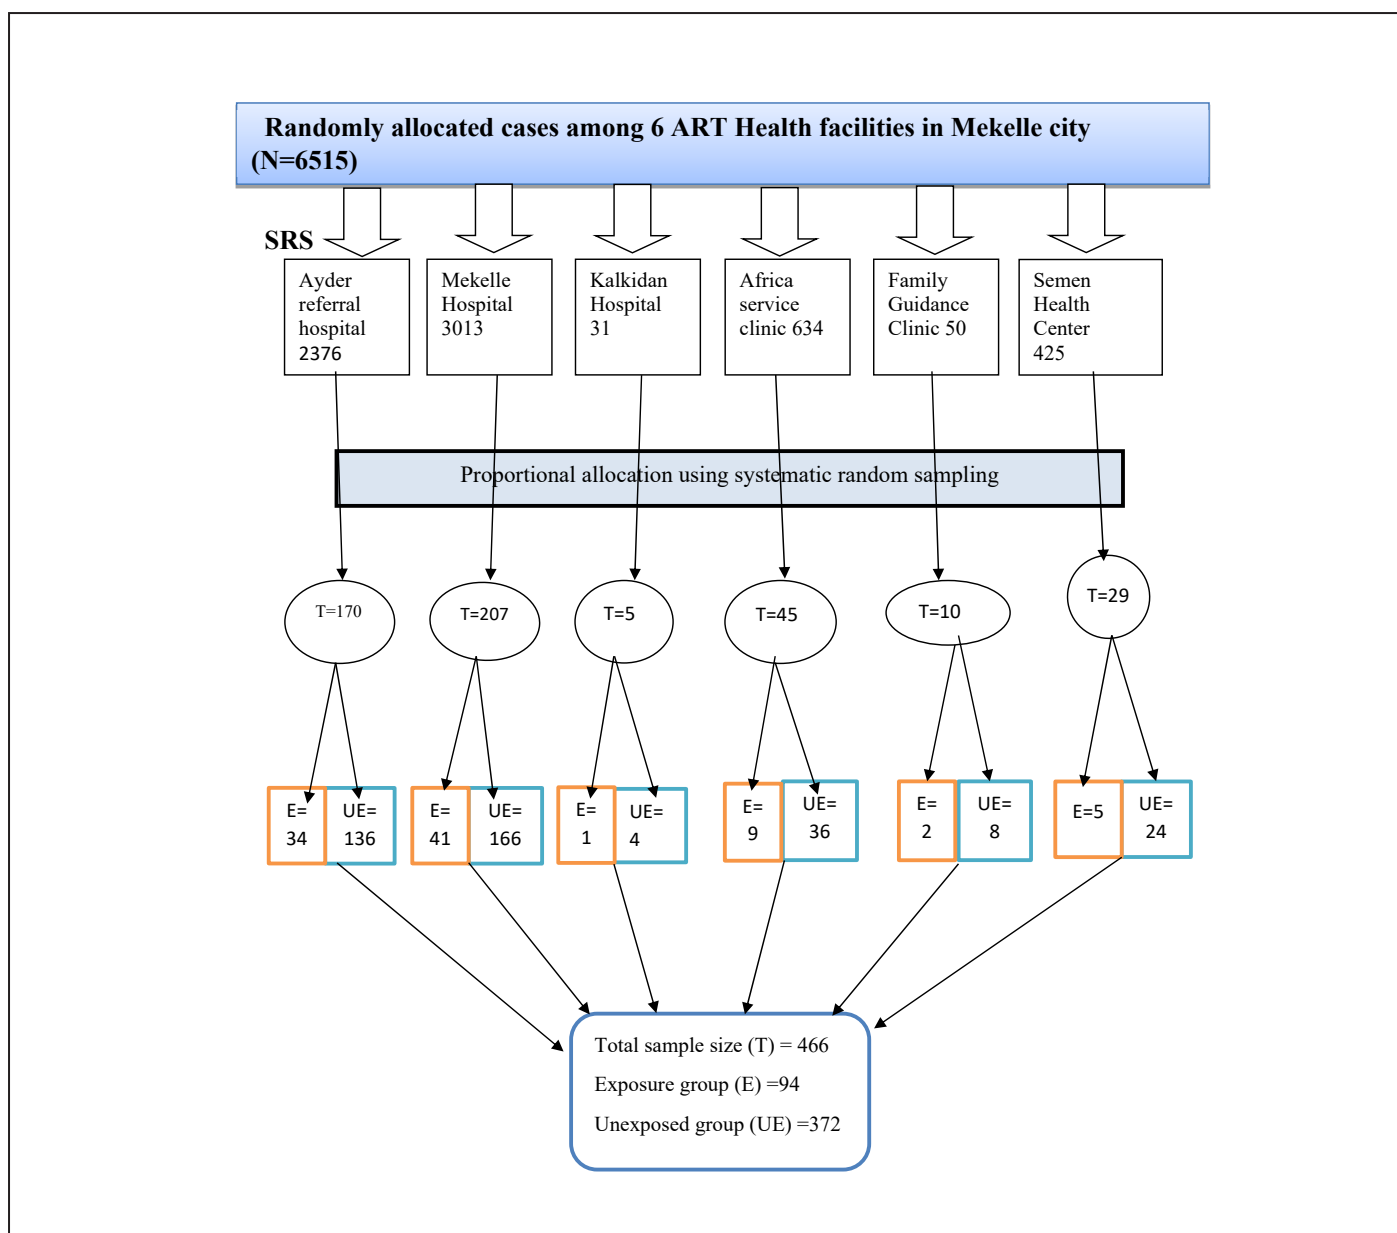 Randomly allocated cases among 6 ART Health facilities in Mekelle city
(N=6515)
SRS
Ayder
referral
hospital
2376
Mekelle
Hospital
3013
Kalkidan
Hospital
31
Africa
service
clinic 634
Family
Guidance
Clinic 50
Semen
Health
Center
425
Proportional allocation using systematic random sampling
T=170
T=207
T=5
T=45
T=10
T=29
E=
34
UE=
136
E=
41
UE=
166
E=
1
UE=
4
E=
9
UE=
36
E=
2
UE=
8
E=5
UE=
24
Total sample size (T) = 466
Exposure group (E) =94
Unexposed group (UE) =372